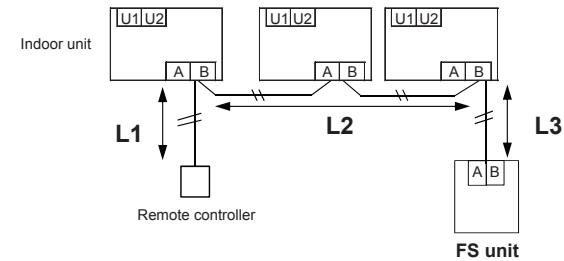 U1 U2 U1 U2 U1 U2
Indoor unit
A B A B A B
L1 L2 L3
A B
Remote controller
FS unit